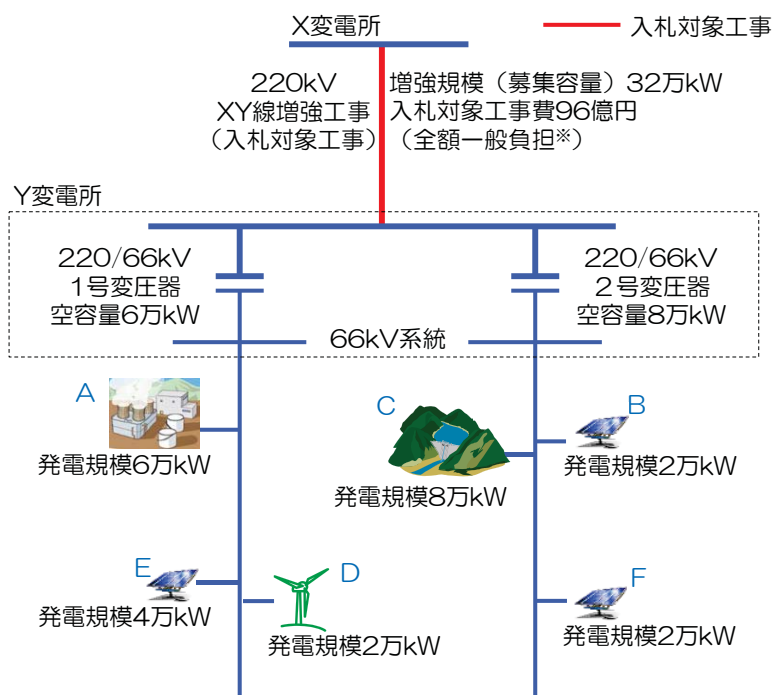 X変電所
入札対象工事
220kV
XY線増強工事
（入札対象工事）
増強規模（募集容量）32万kW
入札対象工事費96億円
（全額一般負担※）
Y変電所
220/66kV
1号変圧器
空容量6万kW
220/66kV
2号変圧器
空容量8万kW
66kV系統
A
発電規模6万kW
C
発電規模8万kW
B
発電規模2万kW
E
発電規模4万kW
D
発電規模2万kW
F
発電規模2万kW